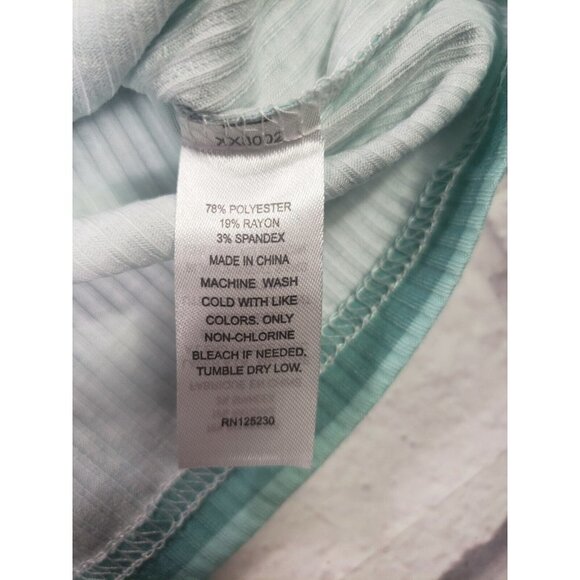 78% POLYESTER
19% RAYON
3% SPANDEX
MADE IN CHINA
MACHINE WASH
COLD WITH LIKE
COLORS. ONLY
NON-CHLORINE
BLEACH IF NEEDED.
TUMBLE DRY LOW.
RN125230